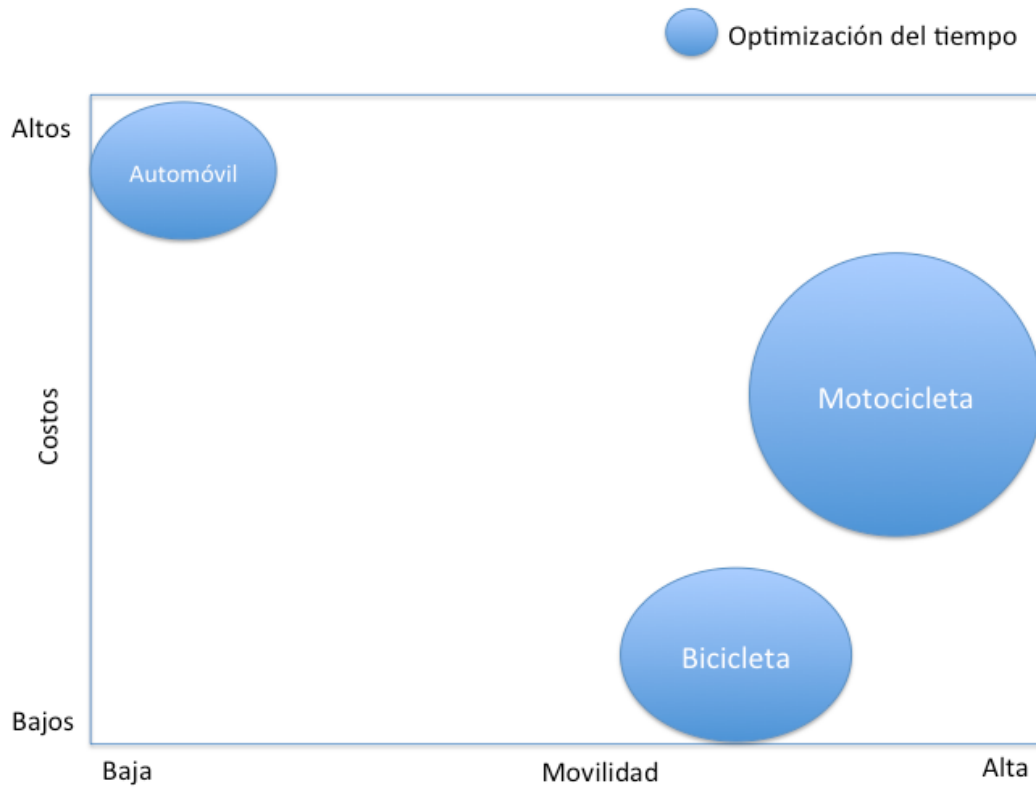 Optimización del tiempo
Altos
Automóvil
Costos
Motocicleta
Bicicleta
Bajos
Baja
Movilidad
Alta